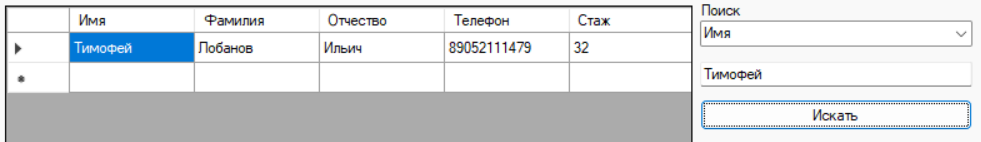 Имя Фамилия Отчество Телефон Стаж
Тимофей Лобанов Ильич 89052111479 32
Поиск
Имя
Тимофей
Искать